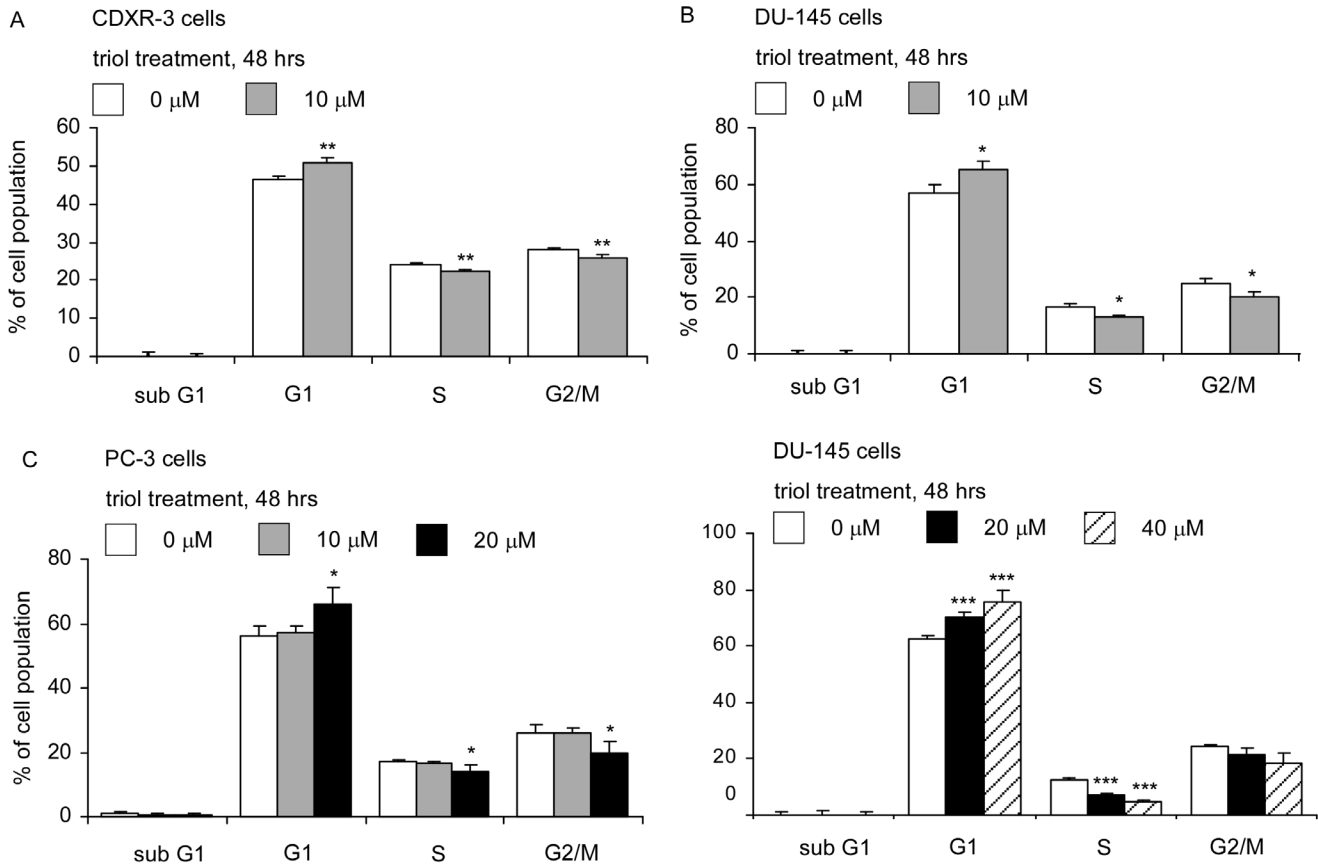 A
CDXR-3 cells
triol treatment, 48 hrs
0 μM 10 μM
% of cell population
60
50
40
30
20
10
0
**
**
**
sub G1 G1 S G2/M
B
DU-145 cells
triol treatment, 48 hrs
0 μM 10 μM
% of cell population
80
60
40
20
0
*
*
*
sub G1 G1 S G2/M
C
PC-3 cells
triol treatment, 48 hrs
0 μM 10 μM 20 μM
% of cell population
80
60
40
20
0
*
*
*
sub G1 G1 S G2/M
DU-145 cells
triol treatment, 48 hrs
0 μM 20 μM 40 μM
% of cell population
100
80
60
40
20
0
*** ***
*** ***
sub G1 G1 S G2/M